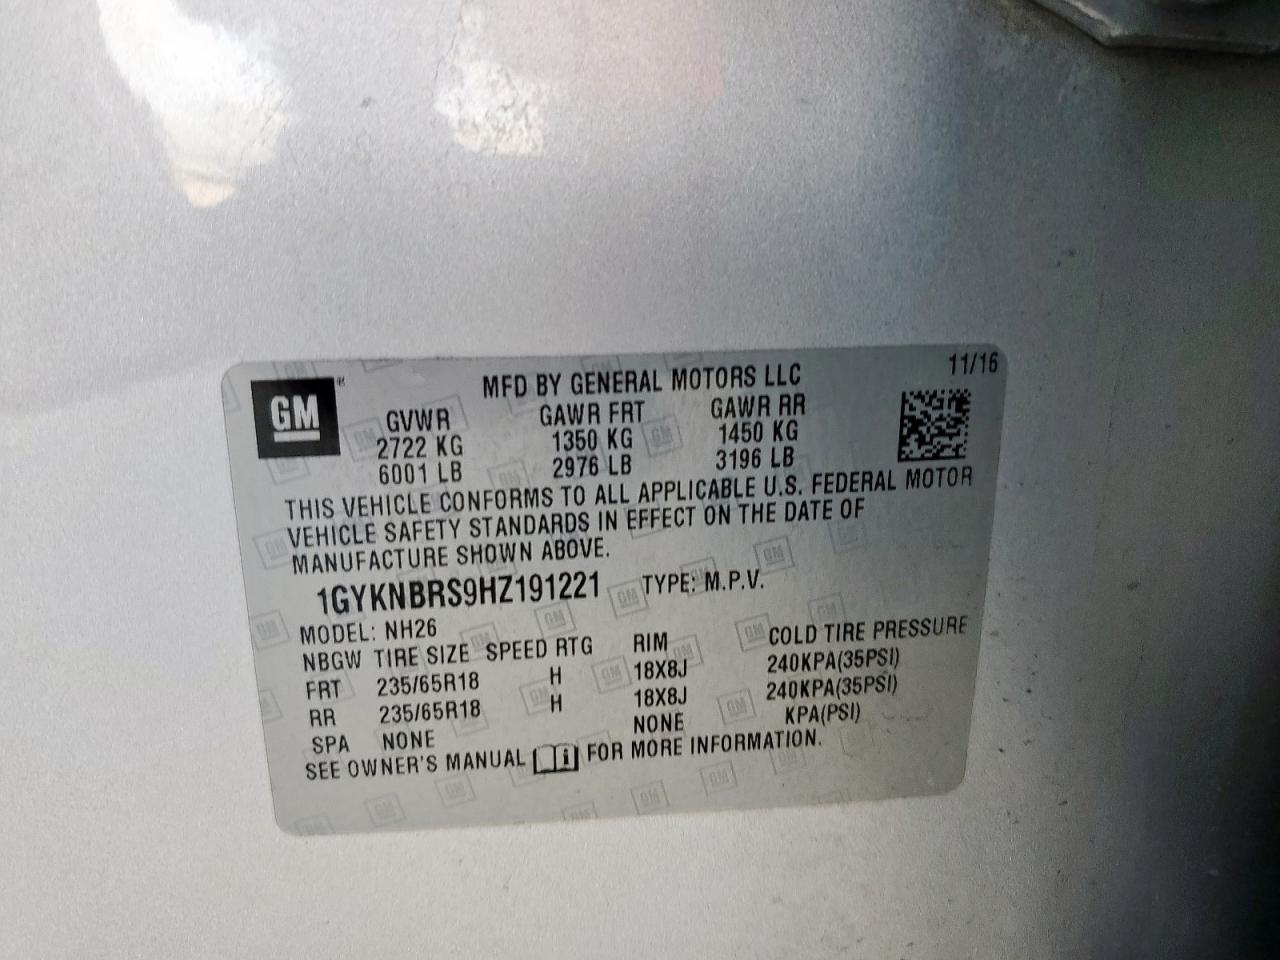 11/16
GM ®
MFD BY GENERAL MOTORS LLC
GVWR GAWR FRT GAWR RR
2722 KG 1350 KG 1450 KG
6001 LB 2976 LB 3196 LB
THIS VEHICLE CONFORMS TO ALL APPLICABLE U.S. FEDERAL MOTOR
VEHICLE SAFETY STANDARDS IN EFFECT ON THE DATE OF
MANUFACTURE SHOWN ABOVE.
1GYKNBRS9HZ191221 TYPE: M.P.V.
MODEL: NH26
NBGW TIRE SIZE SPEED RTG RIM COLD TIRE PRESSURE
FRT 235/65R18 H 18X8J 240KPA(35PSI)
RR 235/65R18 H 18X8J 240KPA(35PSI)
SPA NONE NONE KPA(PSI)
SEE OWNER'S MANUAL i FOR MORE INFORMATION.